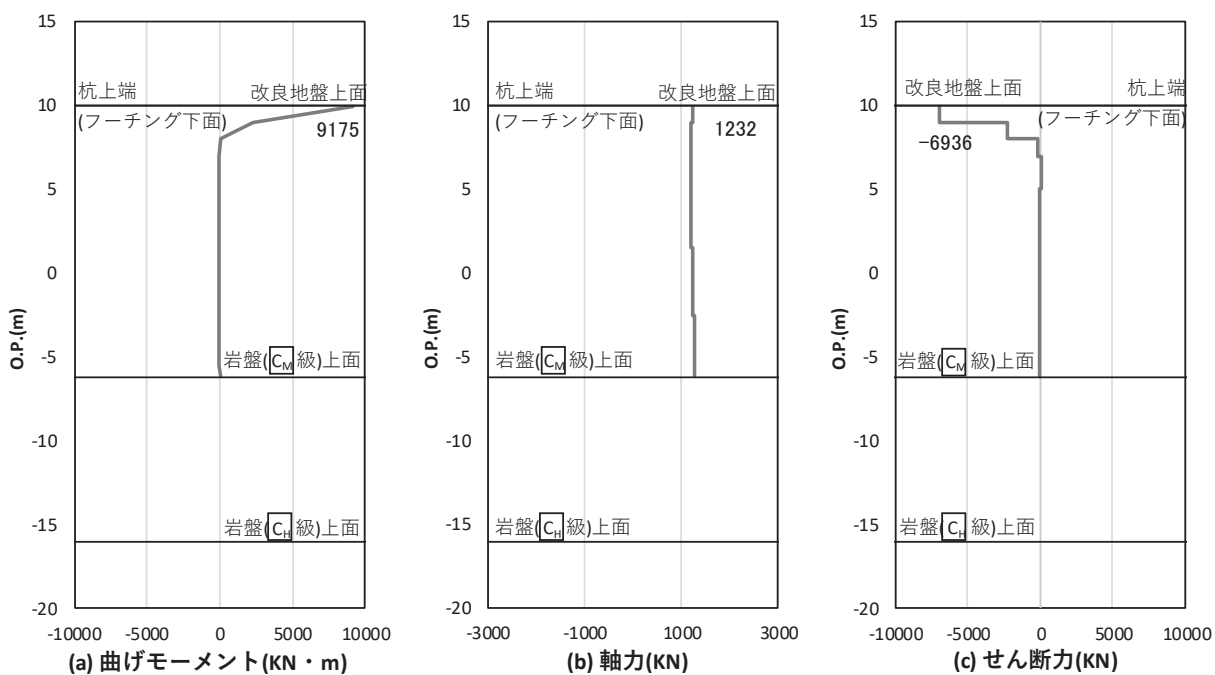 15
10
5
0
-5
-10
-15
-20
O.P.(m)
杭上端
改良地盤上面
(フーチング下面)
9175
岩盤(CM級)上面
岩盤(CH級)上面
-10000 -5000 0 5000 10000
(a) 曲げモーメント(KN・m)
15
10
5
0
-5
-10
-15
-20
O.P.(m)
杭上端
改良地盤上面
(フーチング下面)
1232
岩盤(CM級)上面
岩盤(CH級)上面
-3000 -1000 1000 3000
(b) 軸力(KN)
15
10
5
0
-5
-10
-15
-20
O.P.(m)
改良地盤上面
杭上端
(フーチング下面)
-6936
岩盤(CM級)上面
岩盤(CH級)上面
-10000 -5000 0 5000 10000
(c) せん断力(KN)